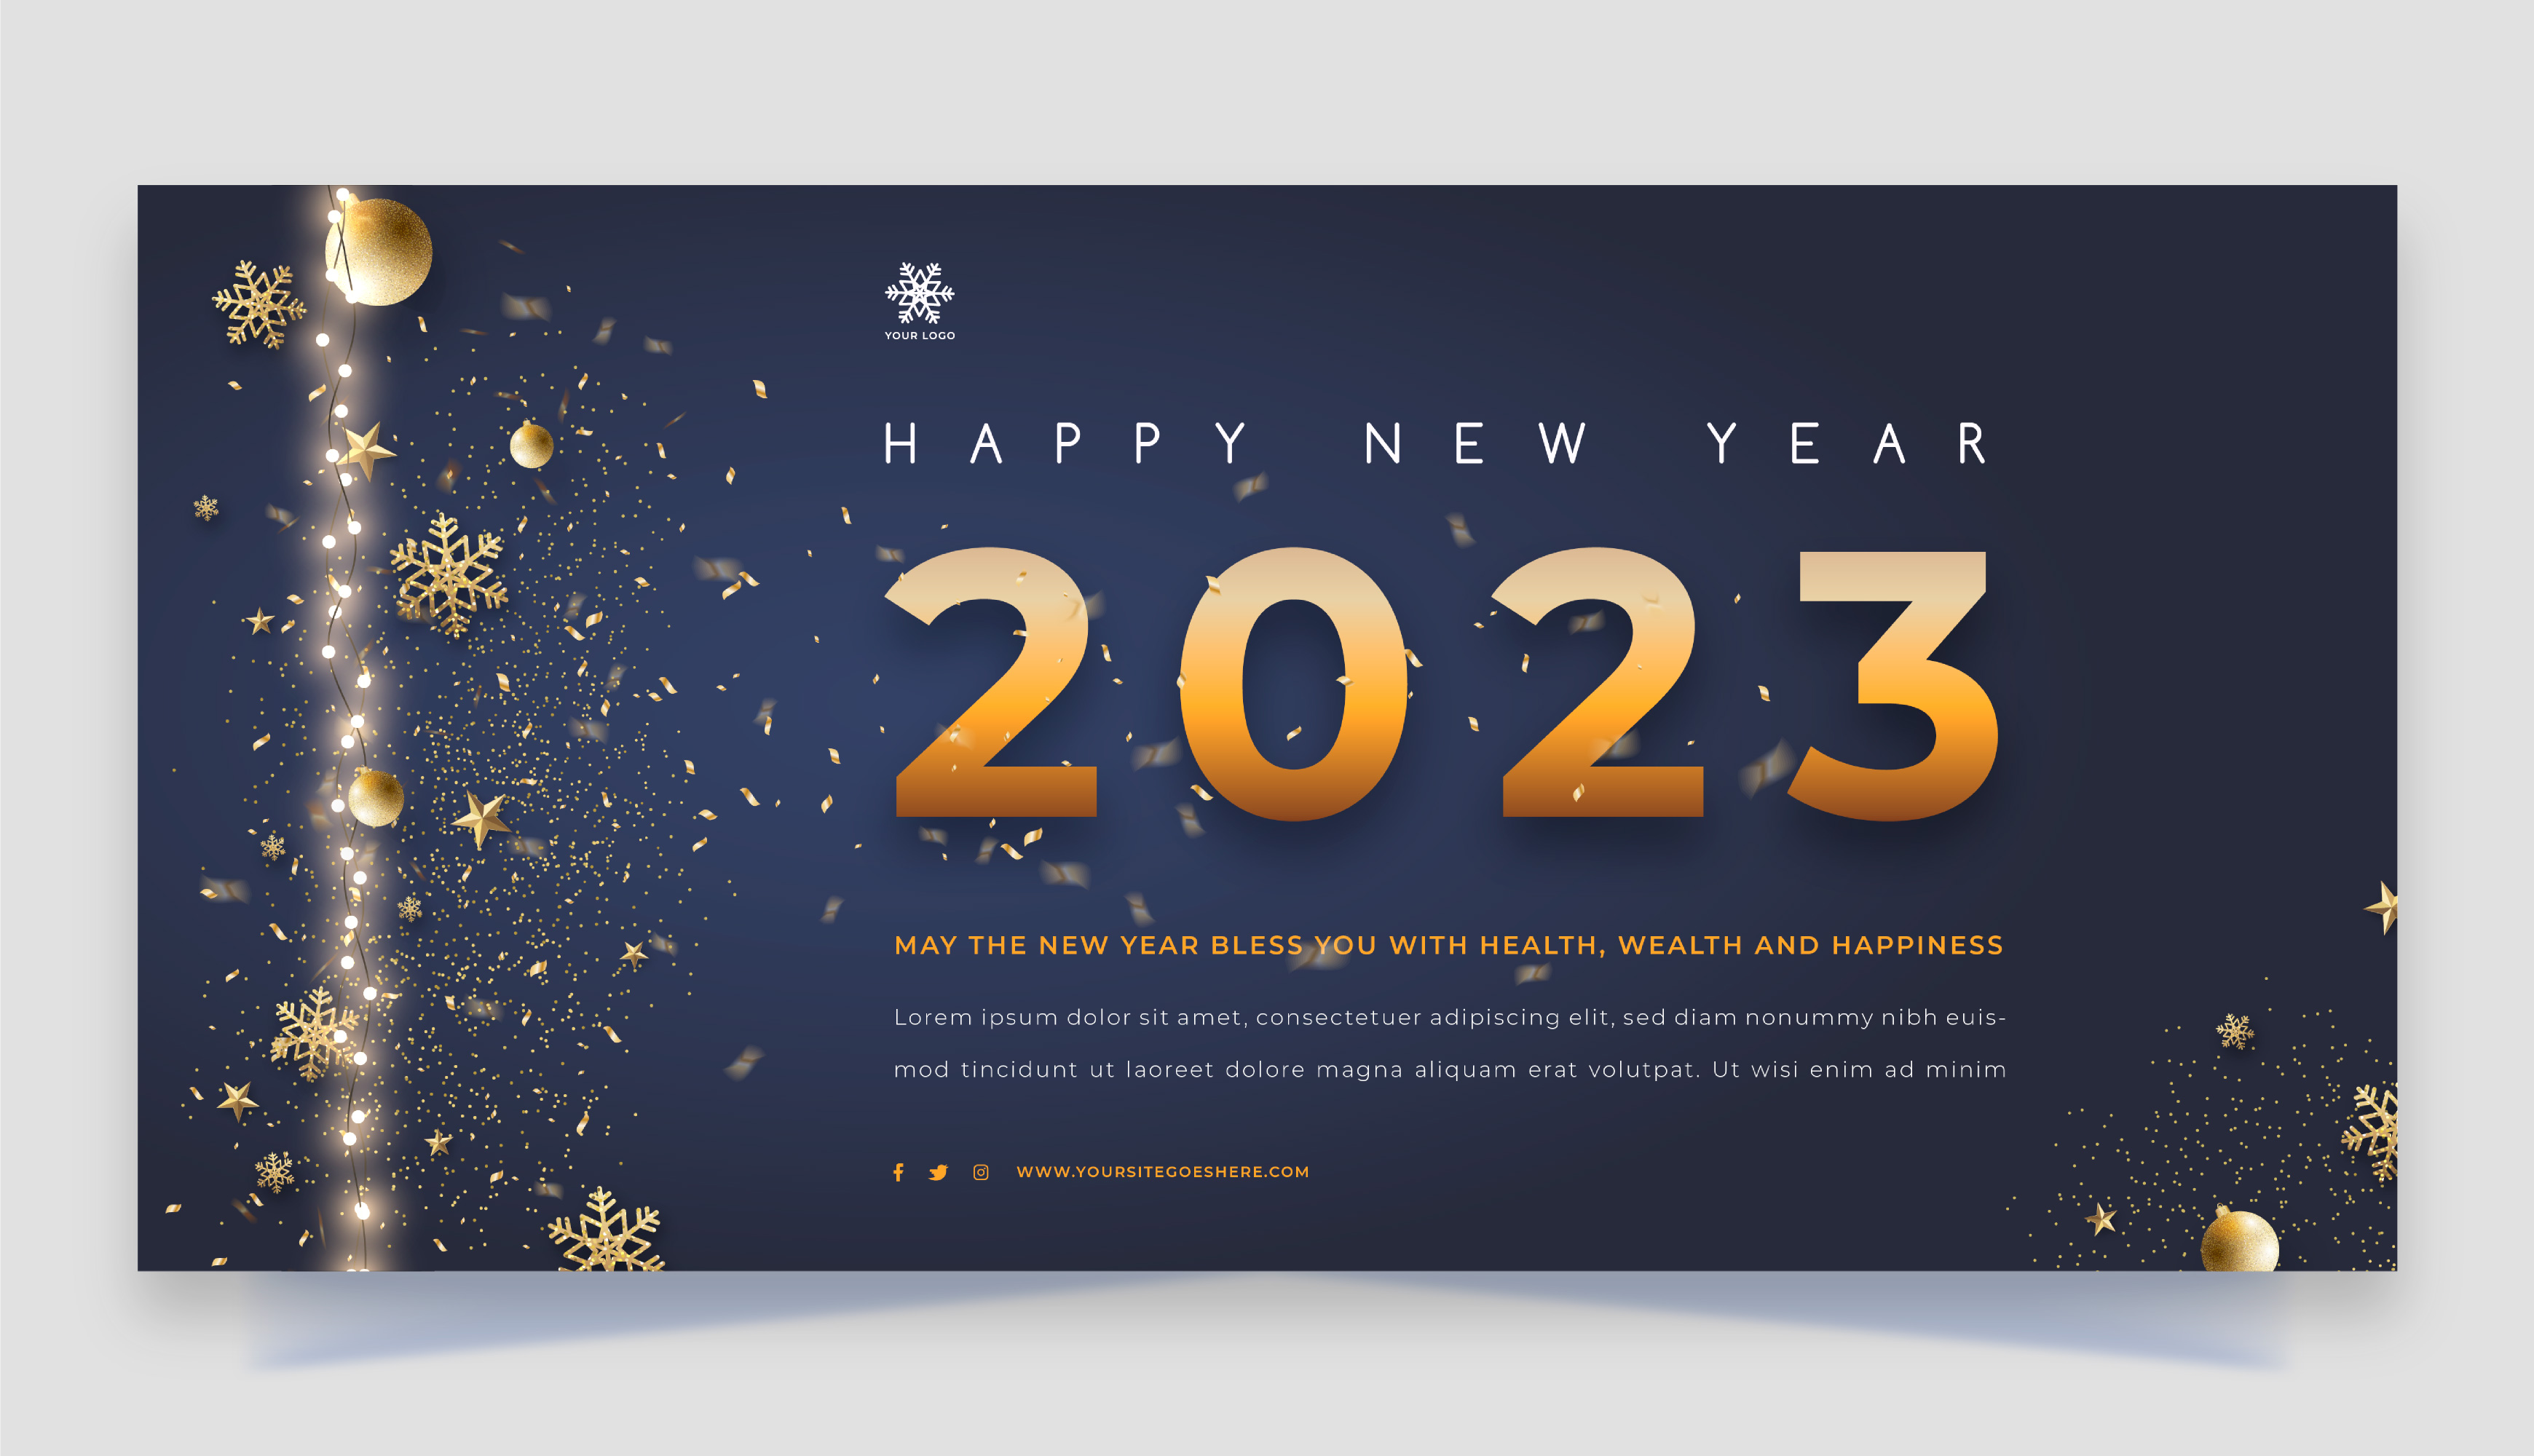 YOUR LOGO
HAPPY NEW YEAR
2023
MAY THE NEW YEAR BLESS YOU WITH HEALTH, WEALTH AND HAPPINESS
Lorem ipsum dolor sit amet, consectetuer adipiscing elit, sed diam nonummy nibh euis-
mod tincidunt ut laoreet dolore magna aliquam erat volutpat. Ut wisi enim ad minim
WWW.YOURSITEGOESHERE.COM